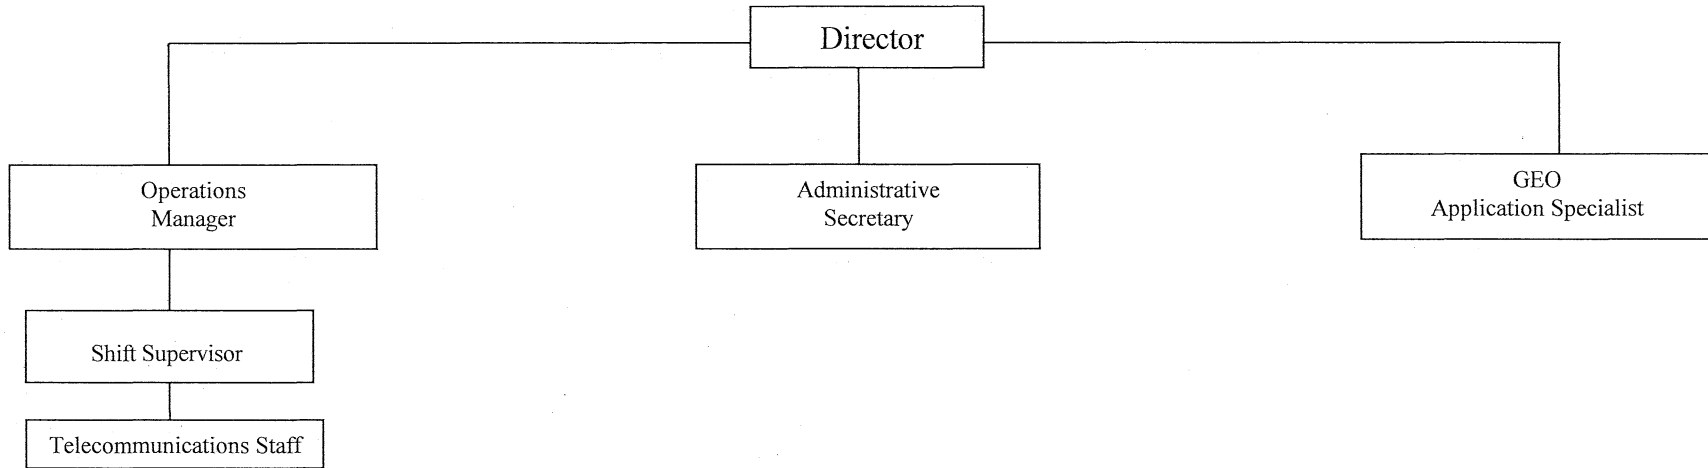 Director
Operations
Manager
Administrative
Secretary
GEO
Application Specialist
Shift Supervisor
Telecommunications Staff